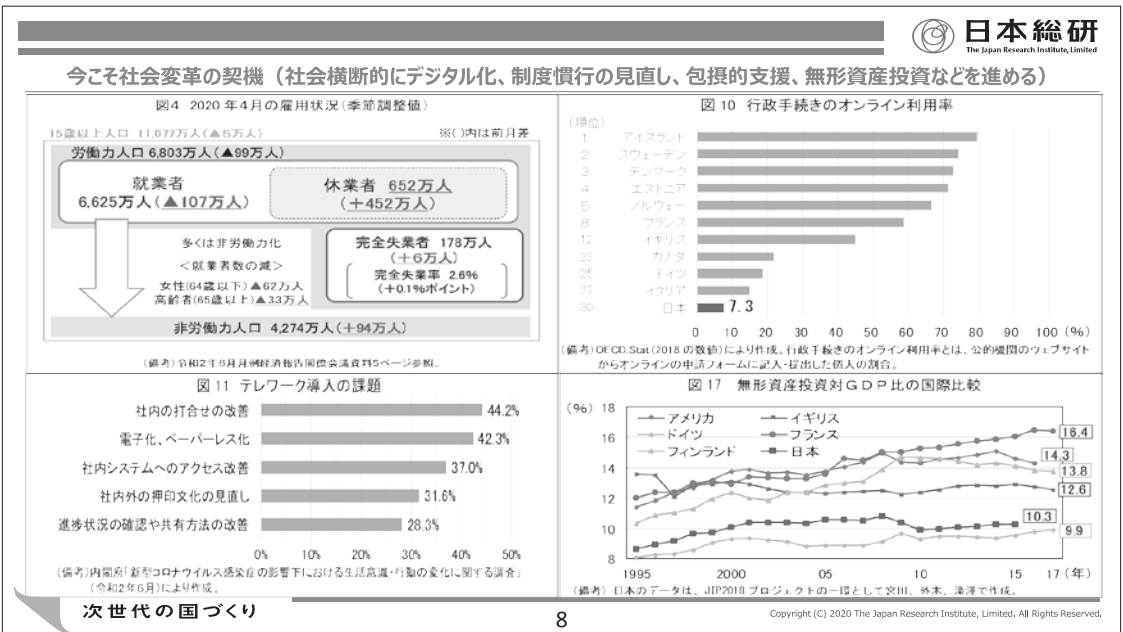 日本総研
The Japan Research Institute, Limited
今こそ社会変革の契機（社会横断的にデジタル化、制度慣行の見直し、包摂的支援、無形資産投資などを進める）
図4 2020年4月の雇用状況(季節調整値)
15歳以上人口 11,077万人(▲5万人)
※( )内は前月差
労働力人口 6,803万人(▲99万人)
就業者
6,625万人(▲107万人)
休業者 652万人
(+452万人)
多くは非労働力化
<就業者数の減>
女性(64歳以下)▲62万人
高齢者(65歳以上)▲33万人
完全失業者 178万人
(+6万人)
完全失業率 2.6%
(+0.1%ポイント)
非労働力人口 4,274万人(+94万人)
(備考)令和2年6月月例経済報告関僚会議資料5ページ参照。
図10 行政手続きのオンライン利用率
(順位)
1 アイスランド
2 スウェーデン
3 デンマーク
4 エストニア
5 ノルウェー
8 フランス
12 イギリス
23 カナダ
25 ドイツ
27 イタリア
30 日本 7.3
0 10 20 30 40 50 60 70 80 90 100 (%)
(備考)OECD.Stat(2018の数値)により作成。行政手続きのオンライン利用率とは、公的機関のウェブサイト
からオンラインの申請フォームに記入・提出した個人の割合。
図11 テレワーク導入の課題
社内の打合せの改善 44.2%
電子化、ペーパーレス化 42.3%
社内システムへのアクセス改善 37.0%
社内外の押印文化の見直し 31.6%
進捗状況の確認や共有方法の改善 28.3%
0% 10% 20% 30% 40% 50%
(備考)内閣府「新型コロナウイルス感染症の影響下における生活意識・行動の変化に関する調査」
(令和2年6月)により作成。
図17 無形資産投資対GDP比の国際比較
(%) 18
16
14
12
10
8
アメリカ イギリス
ドイツ フランス
フィンランド 日本
16.4
14.3
13.8
12.6
10.3
9.9
1995 2000 05 10 15 17 (年)
(備考) 日本のデータは、JIP2018プロジェクトの一環として宮川、外木、滝澤で作成。
次世代の国づくり
8
Copyright (C) 2020 The Japan Research Institute, Limited. All Rights Reserved.